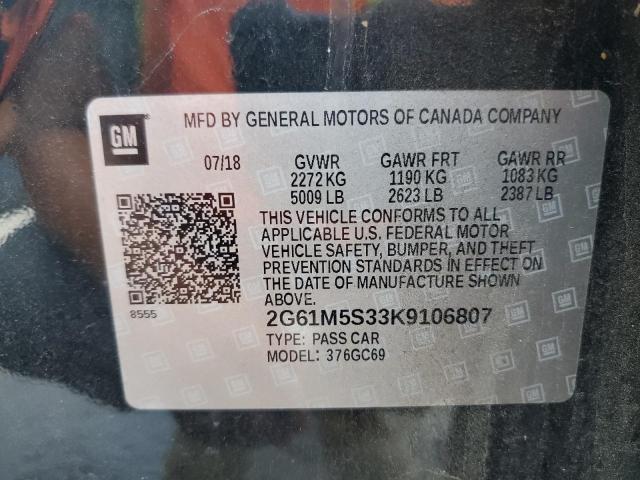 GM
MFD BY GENERAL MOTORS OF CANADA COMPANY
07/18 GVWR GAWR FRT GAWR RR
2272 KG 1190 KG 1083 KG
5009 LB 2623 LB 2387 LB
THIS VEHICLE CONFORMS TO ALL
APPLICABLE U.S. FEDERAL MOTOR
VEHICLE SAFETY, BUMPER, AND THEFT
PREVENTION STANDARDS IN EFFECT ON
THE DATE OF MANUFACTURE SHOWN
ABOVE.
8555
2G61M5S33K9106807
TYPE: PASS CAR
MODEL: 376GC69